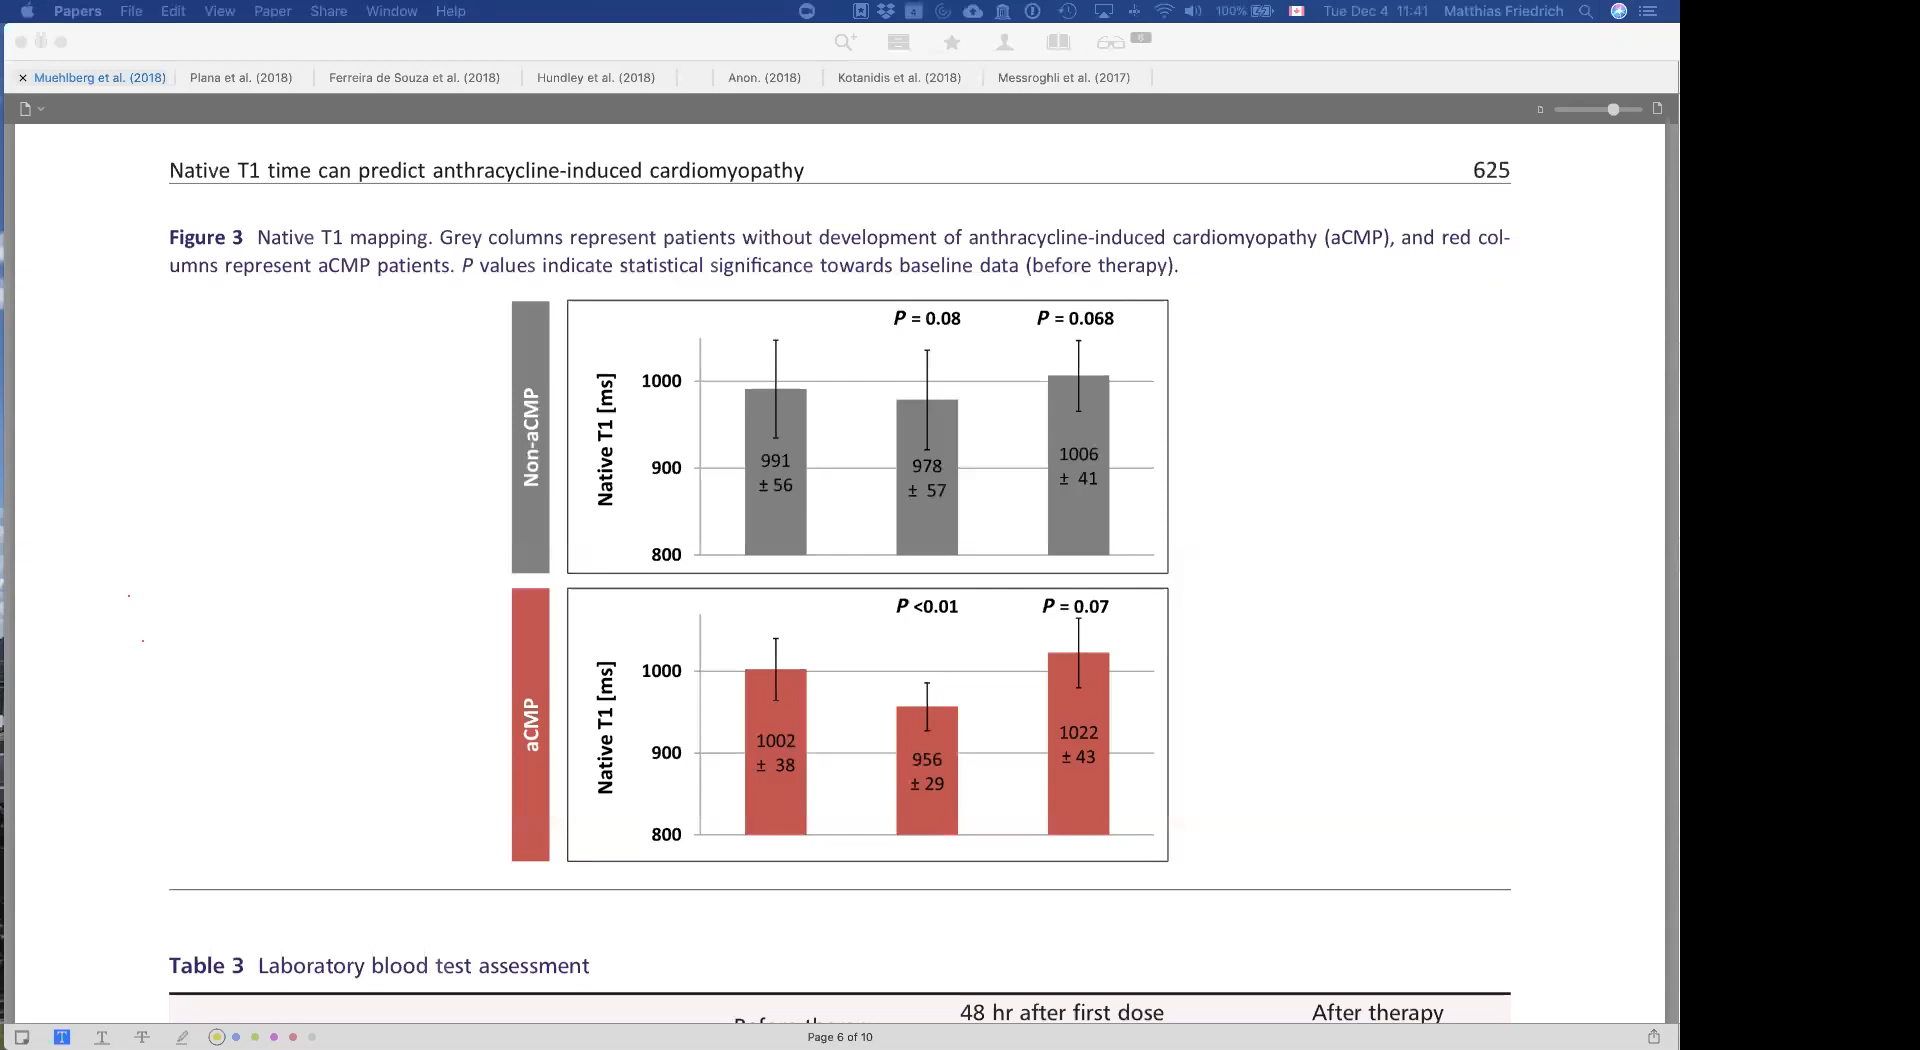 Papers File Edit View Paper Share Window Help 4 100% Tue Dec 4 11:41 Matthias Friedrich
6
× Muehlberg et al. (2018) Plana et al. (2018) Ferreira de Souza et al. (2018) Hundley et al. (2018) Anon. (2018) Kotanidis et al. (2018) Messroghli et al. (2017)
Native T1 time can predict anthracycline-induced cardiomyopathy 625
Figure 3 Native T1 mapping. Grey columns represent patients without development of anthracycline-induced cardiomyopathy (aCMP), and red col-
umns represent aCMP patients. P values indicate statistical significance towards baseline data (before therapy).
Non-aCMP
Native T1 [ms]
P = 0.08 P = 0.068
1000
900
800
991
± 56
978
± 57
1006
± 41
aCMP
Native T1 [ms]
P <0.01 P = 0.07
1000
900
800
1002
± 38
956
± 29
1022
± 43
Table 3 Laboratory blood test assessment
48 hr after first dose After therapy
Page 6 of 10